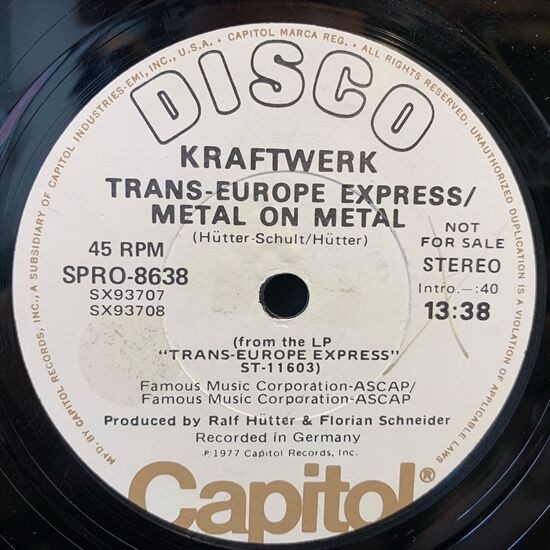 MFD. BY CAPITOL RECORDS, INC., A SUBSIDIARY OF CAPITOL INDUSTRIES-EMI, INC., U.S.A. • CAPITOL MARCA REG. • ALL RIGHTS RESERVED. UNAUTHORIZED DUPLICATION IS A VIOLATION OF APPLICABLE LAWS
DISCO
KRAFTWERK
TRANS-EUROPE EXPRESS/
METAL ON METAL
(Hütter-Schult/Hütter)
NOT
FOR SALE
45 RPM
STEREO
SPRO-8638
Intro.–:40
SX93707
13:38
SX93708
(from the LP
"TRANS-EUROPE EXPRESS"
ST-11603)
Famous Music Corporation-ASCAP/
Famous Music Corporation-ASCAP
Produced by Ralf Hütter & Florian Schneider
Recorded in Germany
℗ 1977 Capitol Records, Inc.
Capitol®